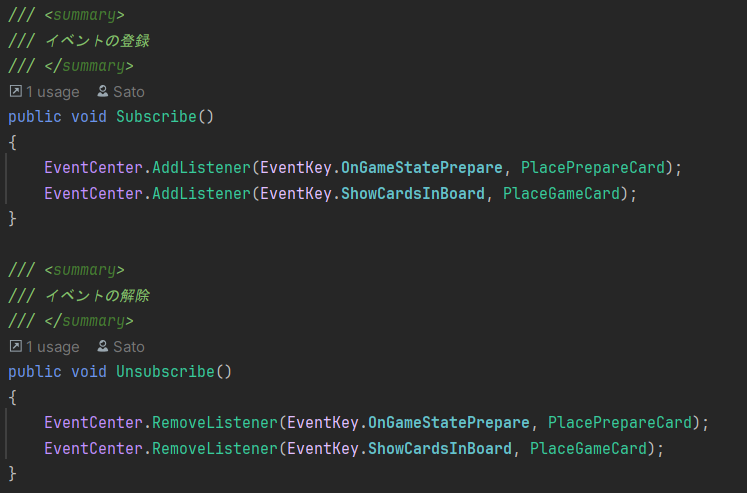 /// <summary>
/// イベントの登録
/// </summary>
1 usage Sato
public void Subscribe()
{
EventCenter.AddListener(EventKey.OnGameStatePrepare, PlacePrepareCard);
EventCenter.AddListener(EventKey.ShowCardsInBoard, PlaceGameCard);
}
/// <summary>
/// イベントの解除
/// </summary>
1 usage Sato
public void Unsubscribe()
{
EventCenter.RemoveListener(EventKey.OnGameStatePrepare, PlacePrepareCard);
EventCenter.RemoveListener(EventKey.ShowCardsInBoard, PlaceGameCard);
}